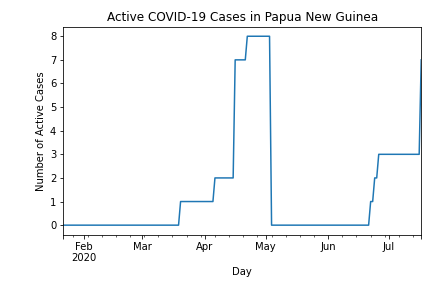 Active COVID-19 Cases in Papua New Guinea
8
7
6
5
4
3
2
1
0
Number of Active Cases
Feb Mar Apr May Jun Jul
2020
Day